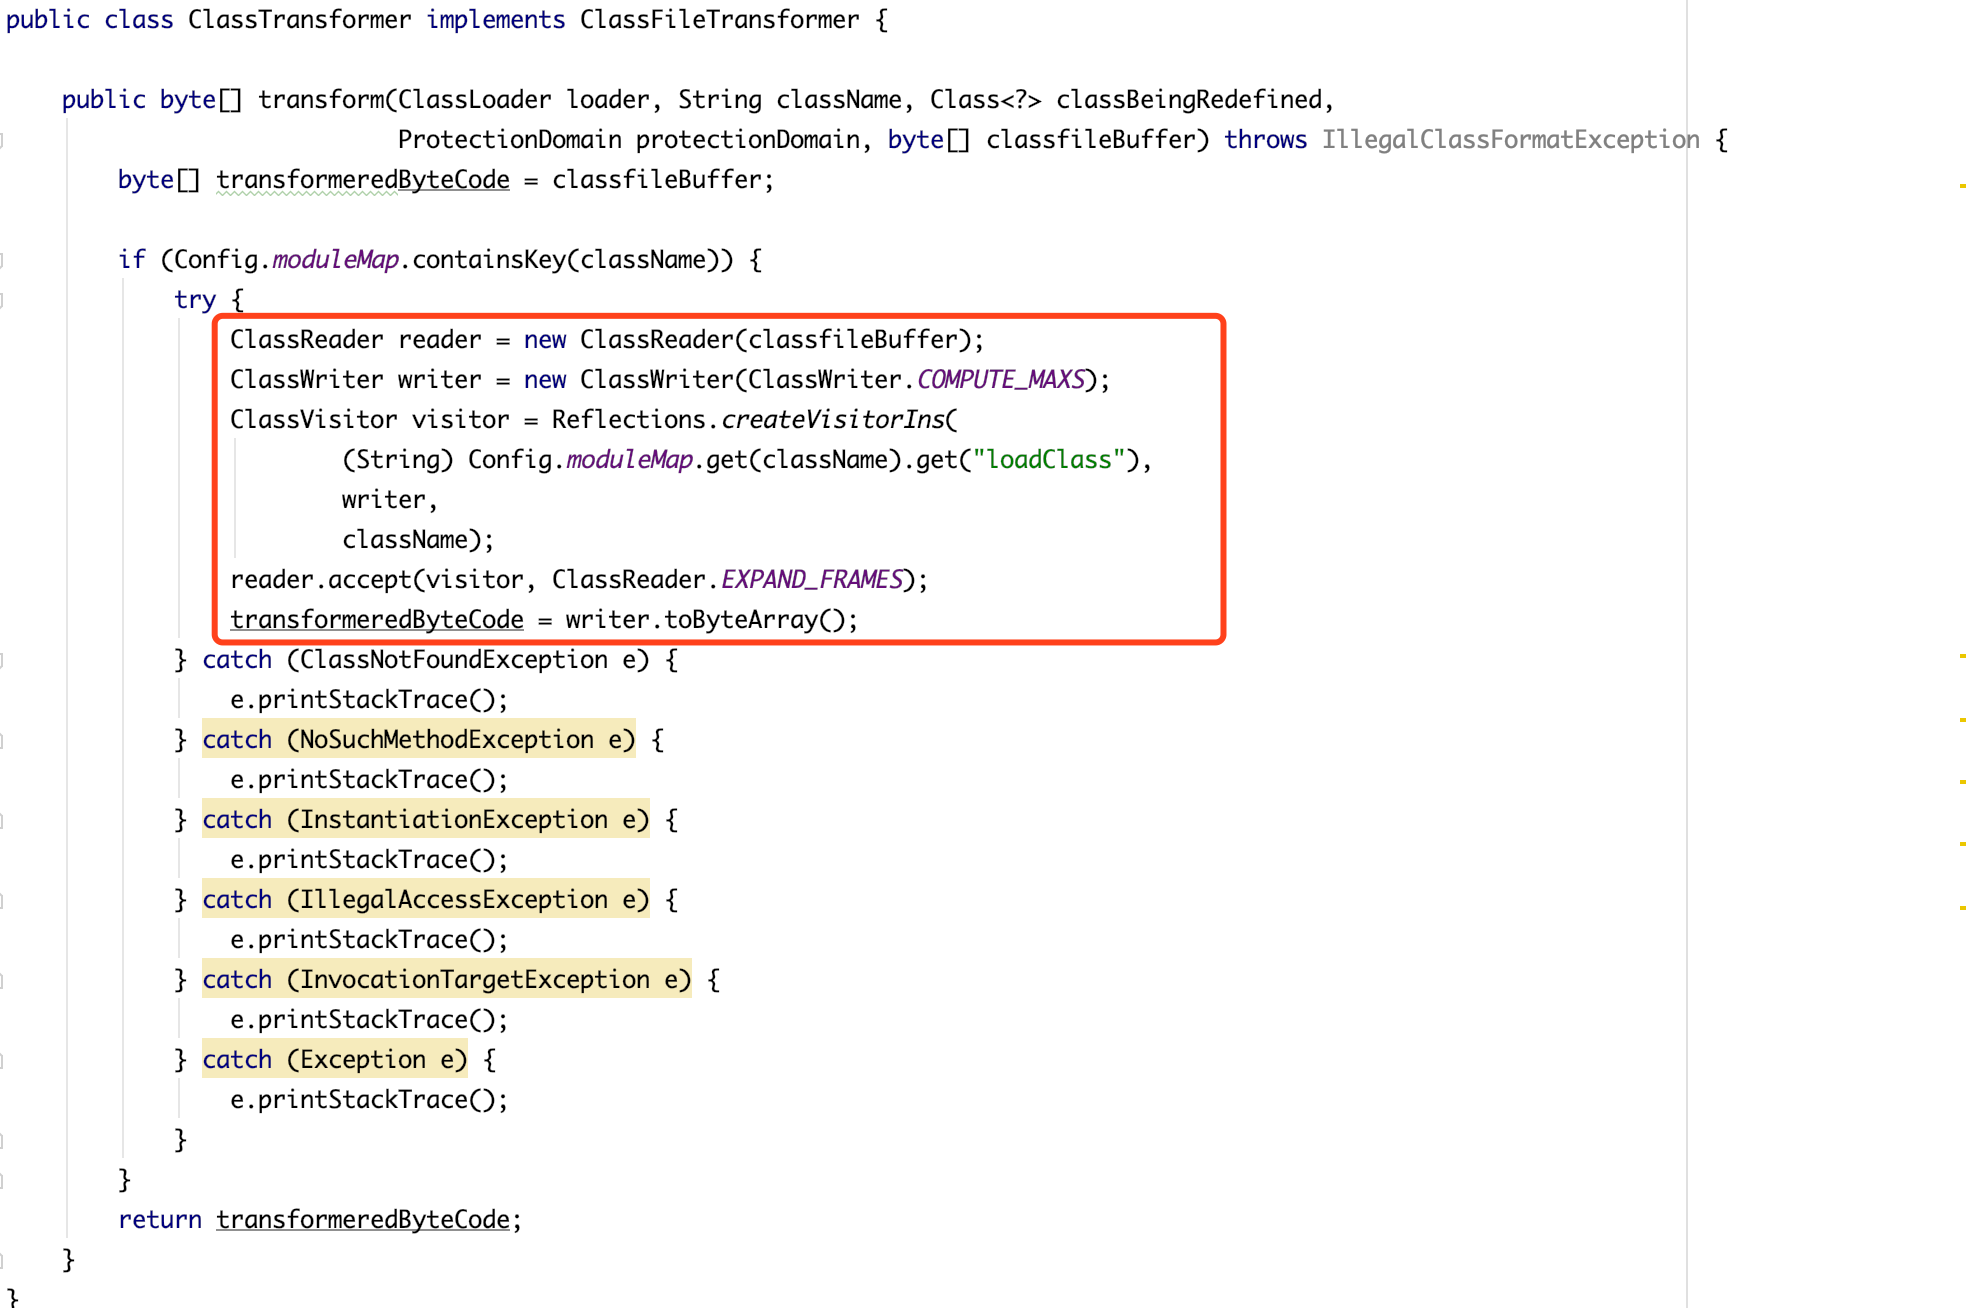 public class ClassTransformer implements ClassFileTransformer {
public byte[] transform(ClassLoader loader, String className, Class<?> classBeingRedefined,
ProtectionDomain protectionDomain, byte[] classfileBuffer) throws IllegalClassFormatException {
byte[] transformeredByteCode = classfileBuffer;
if (Config.moduleMap.containsKey(className)) {
try {
ClassReader reader = new ClassReader(classfileBuffer);
ClassWriter writer = new ClassWriter(ClassWriter.COMPUTE_MAXS);
ClassVisitor visitor = Reflections.createVisitorIns(
(String) Config.moduleMap.get(className).get("loadClass"),
writer,
className);
reader.accept(visitor, ClassReader.EXPAND_FRAMES);
transformeredByteCode = writer.toByteArray();
} catch (ClassNotFoundException e) {
e.printStackTrace();
} catch (NoSuchMethodException e) {
e.printStackTrace();
} catch (InstantiationException e) {
e.printStackTrace();
} catch (IllegalAccessException e) {
e.printStackTrace();
} catch (InvocationTargetException e) {
e.printStackTrace();
} catch (Exception e) {
e.printStackTrace();
}
}
return transformeredByteCode;
}
}